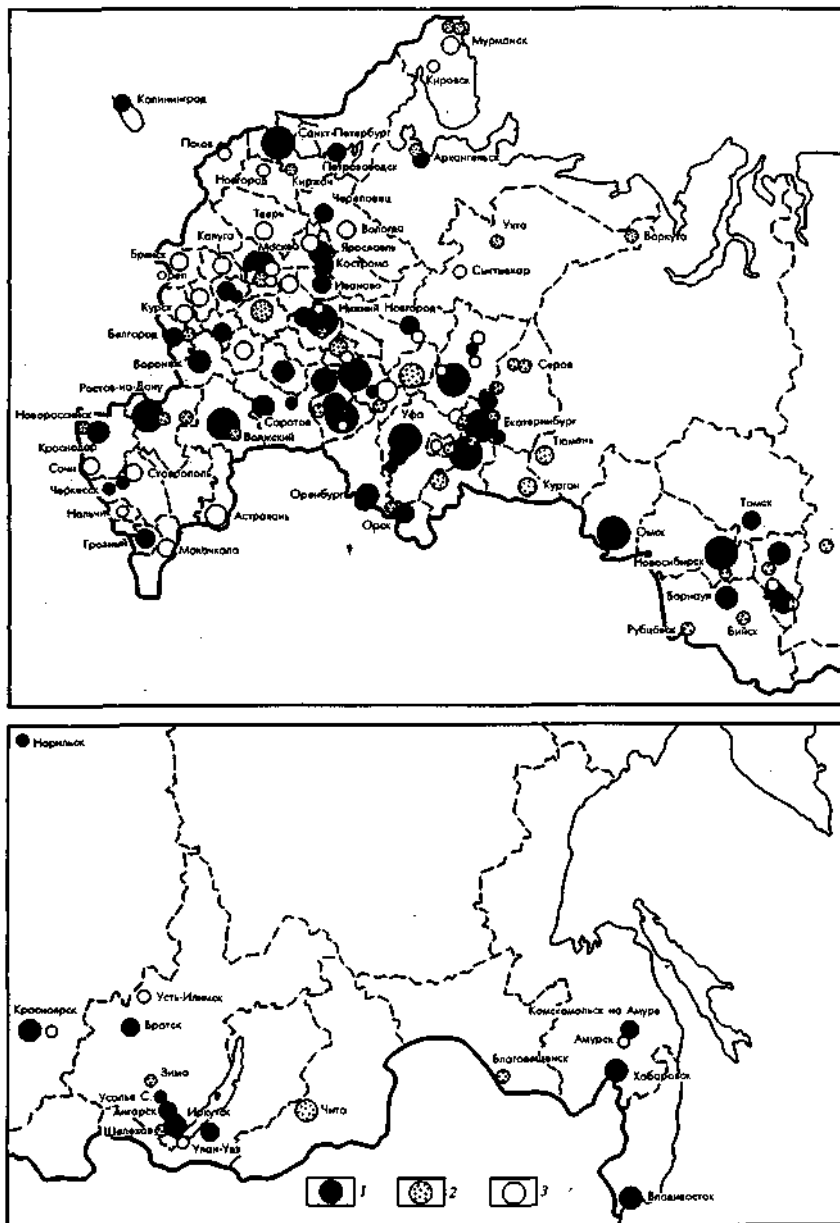 Мурманск
Кировск
Калининград
Санкт-Петербург
Псков
Петрозаводск
Архангельск
Новгород
Киржач
Череповец
Тверь
Вологда
Ухта
Воркута
Калуга
Москва
Ярославль
Брянск
Кострома
Сыктывкар
Орел
Иваново
Курск
Нижний Новгород
Белгород
Серов
Воронеж
Ростов-на-Дону
Уфа
Екатеринбург
Новороссийск
Саратов
Тюмень
Краснодар
Волжский
Сочи
Ставрополь
Курган
Черкесск
Оренбург
Томск
Нальчик
Астрахань
Орск
Омск
Грозный
Махачкала
Новосибирск
Барнаул
Рубцовск
Бийск
Норильск
Усть-Илимск
Красноярск
Братск
Комсомольск на Амуре
Амурск
Зима
Благовещенск
Хабаровск
Усолье С.
Ангарск
Иркутск
Чита
Шелехов
Улан-Удэ
1
2
3
Владивосток